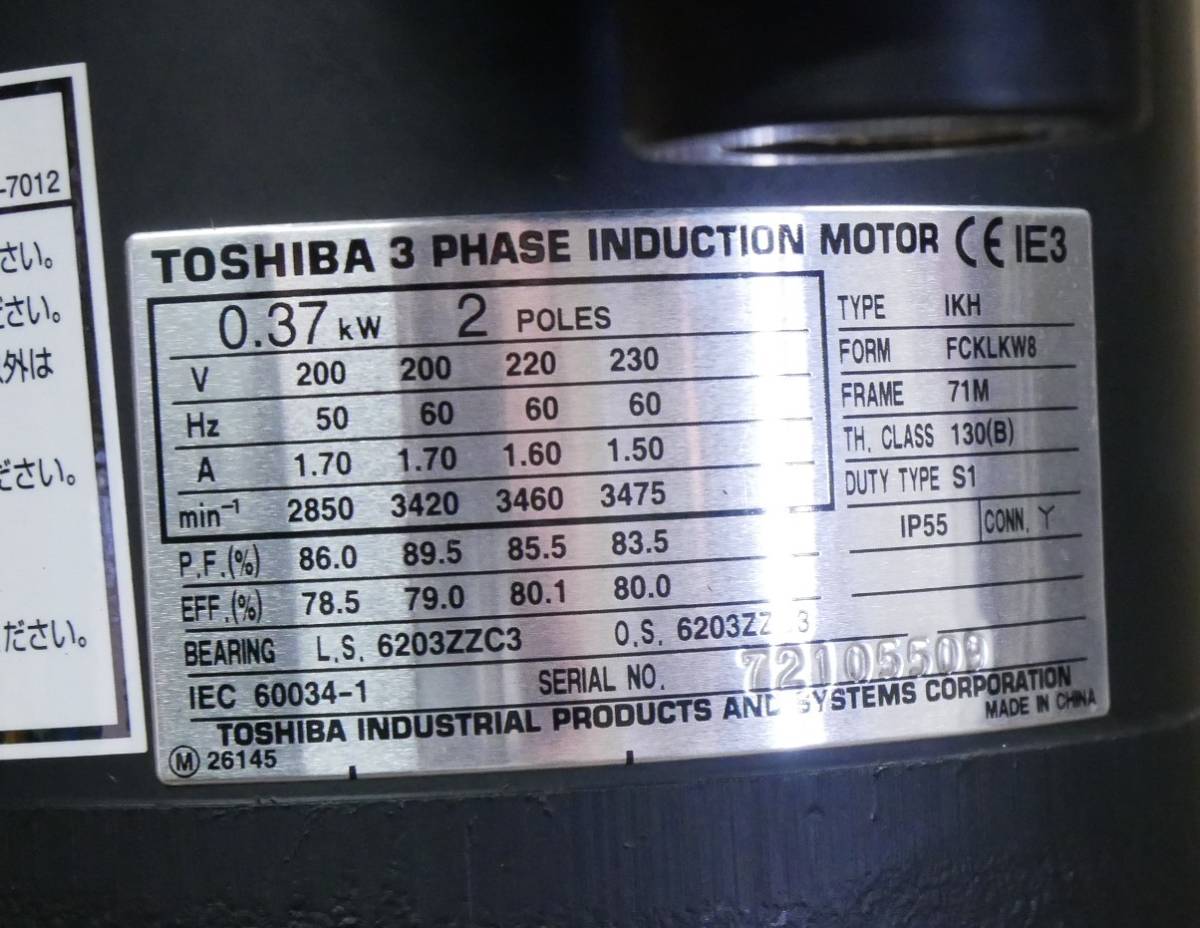 -7012
さい。
ださい。
外は
ださい。
ださい。
TOSHIBA 3 PHASE INDUCTION MOTOR CE IE3
0.37 kW 2 POLES
V 200 200 220 230
Hz 50 60 60 60
A 1.70 1.70 1.60 1.50
min⁻¹ 2850 3420 3460 3475
P.F.(%) 86.0 89.5 85.5 83.5
EFF.(%) 78.5 79.0 80.1 80.0
BEARING L.S. 6203ZZC3 O.S. 6203ZZ 3
IEC 60034-1 SERIAL NO. 72105509
TOSHIBA INDUSTRIAL PRODUCTS AND SYSTEMS CORPORATION
MADE IN CHINA
M 26145
TYPE IKH
FORM FCKLKW8
FRAME 71M
TH. CLASS 130(B)
DUTY TYPE S1
IP55 CONN. Y